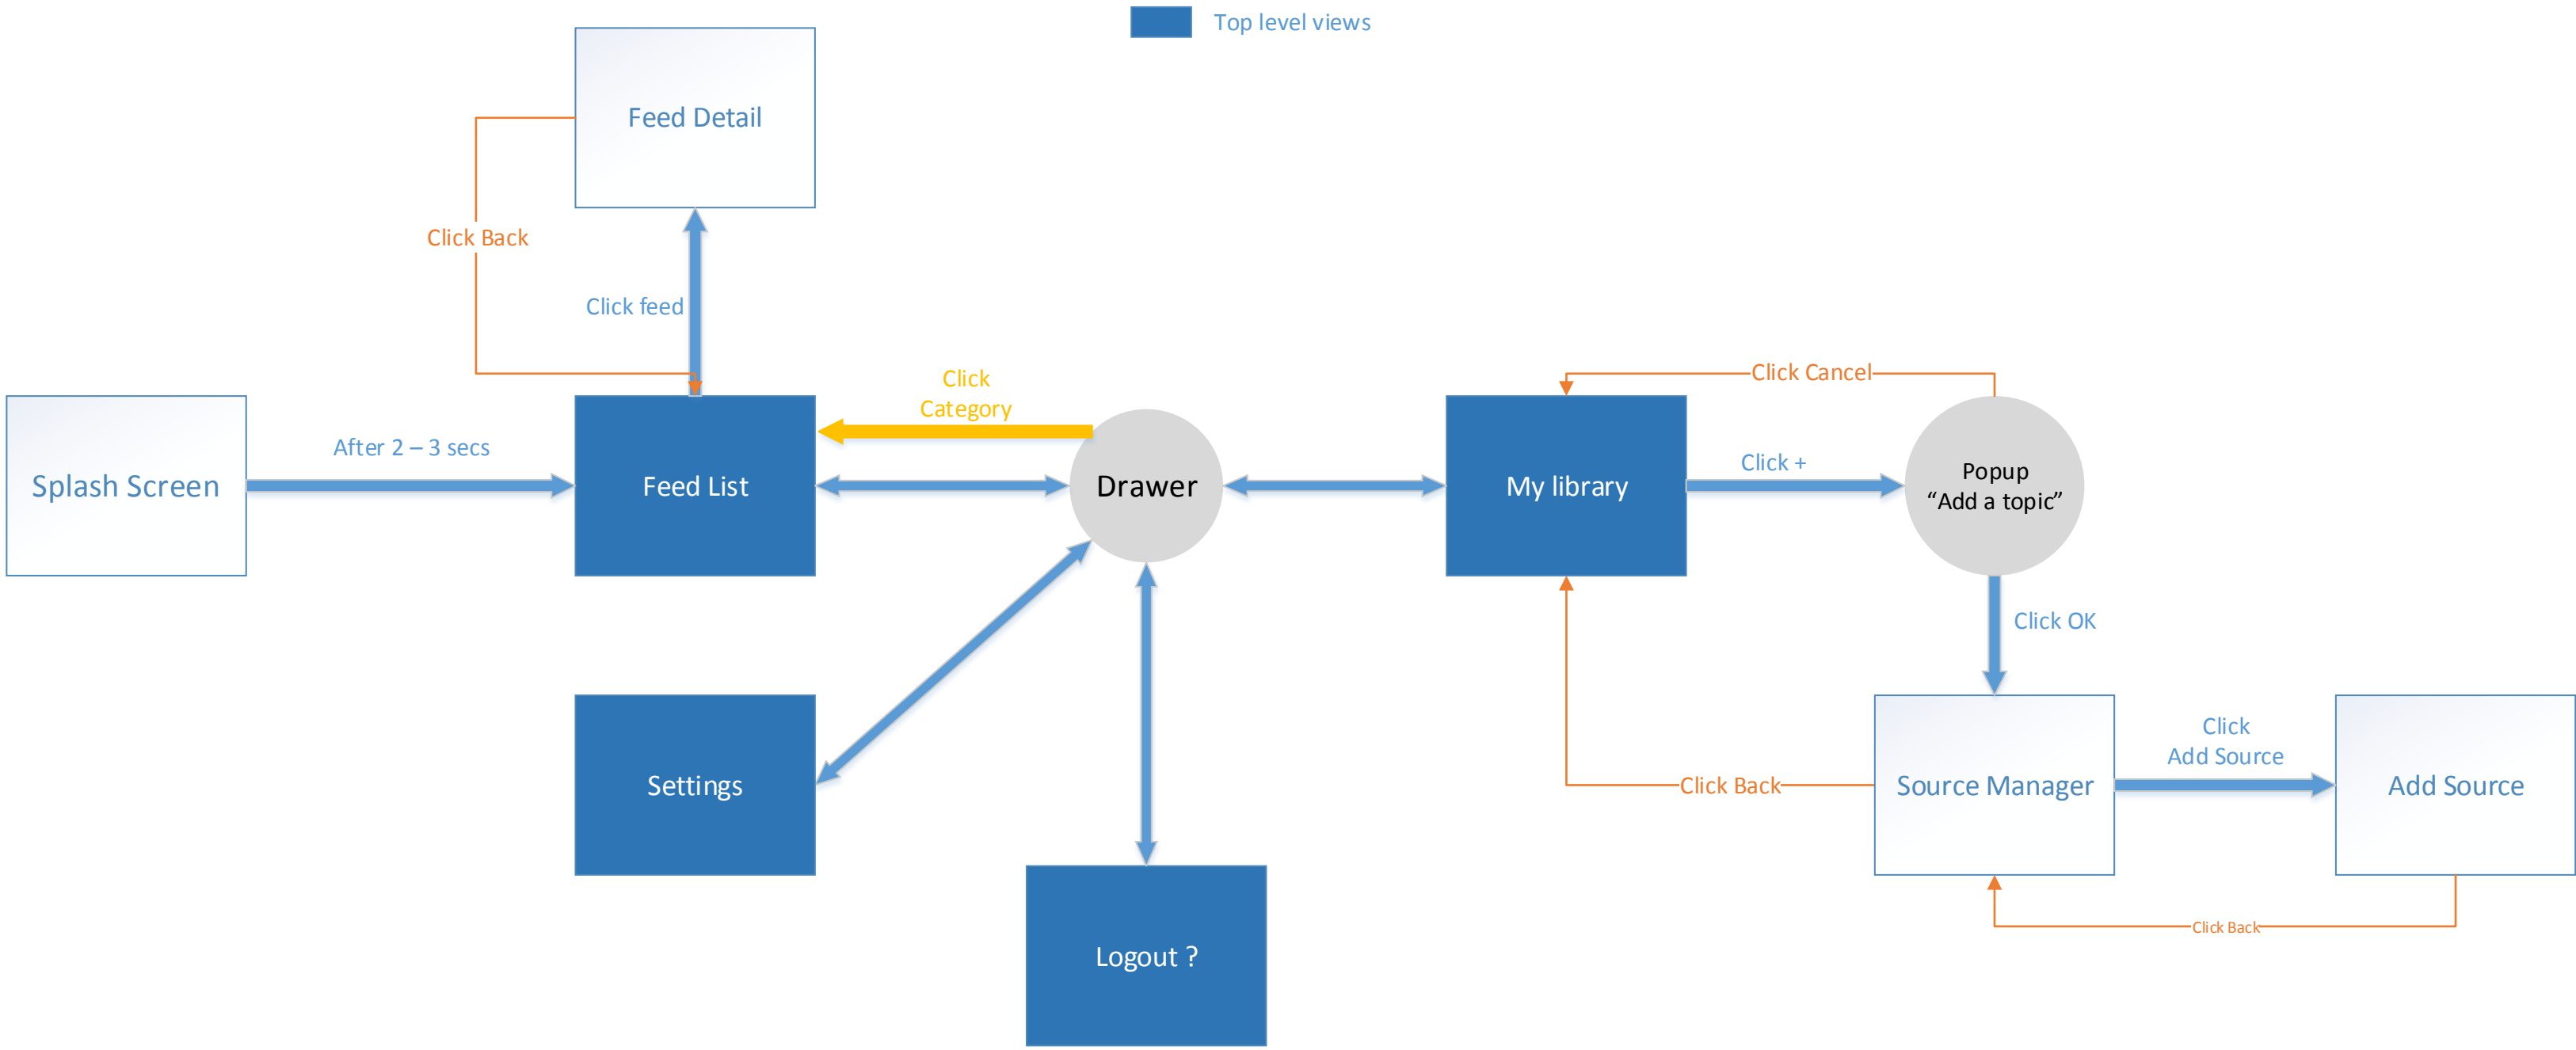 Top level views
Feed Detail
Click Back
Click feed
Click
Category
Click Cancel
After 2 – 3 secs
Splash Screen
Feed List
Drawer
My library
Click +
Popup
“Add a topic”
Click OK
Settings
Click Back
Source Manager
Click
Add Source
Add Source
Click Back
Logout ?